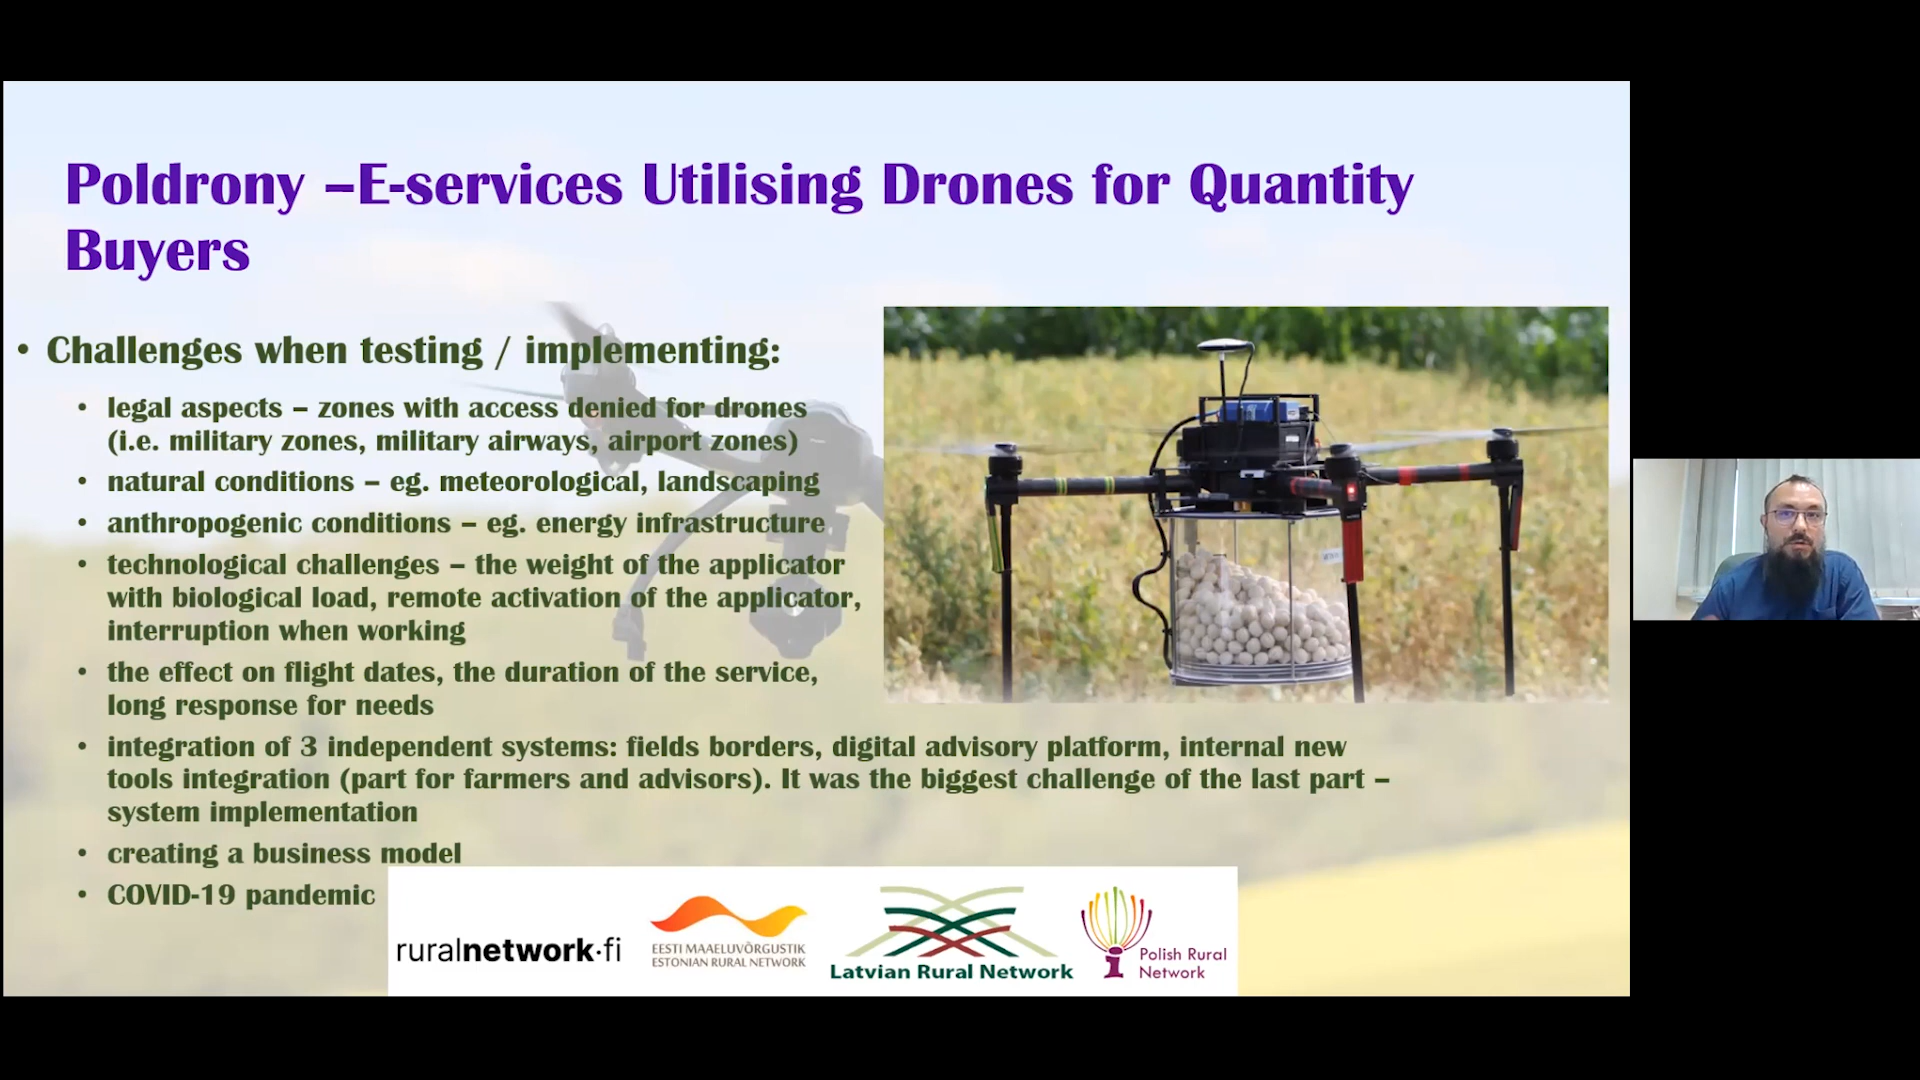 Poldrony –E-services Utilising Drones for Quantity
Buyers
• Challenges when testing / implementing:
• legal aspects – zones with access denied for drones
(i.e. military zones, military airways, airport zones)
• natural conditions – eg. meteorological, landscaping
• anthropogenic conditions – eg. energy infrastructure
• technological challenges – the weight of the applicator
with biological load, remote activation of the applicator,
interruption when working
• the effect on flight dates, the duration of the service,
long response for needs
• integration of 3 independent systems: fields borders, digital advisory platform, internal new
tools integration (part for farmers and advisors). It was the biggest challenge of the last part –
system implementation
• creating a business model
• COVID-19 pandemic
ruralnetwork.fi
EESTI MAAELUVÕRGUSTIK
ESTONIAN RURAL NETWORK
Latvian Rural Network
Polish Rural
Network